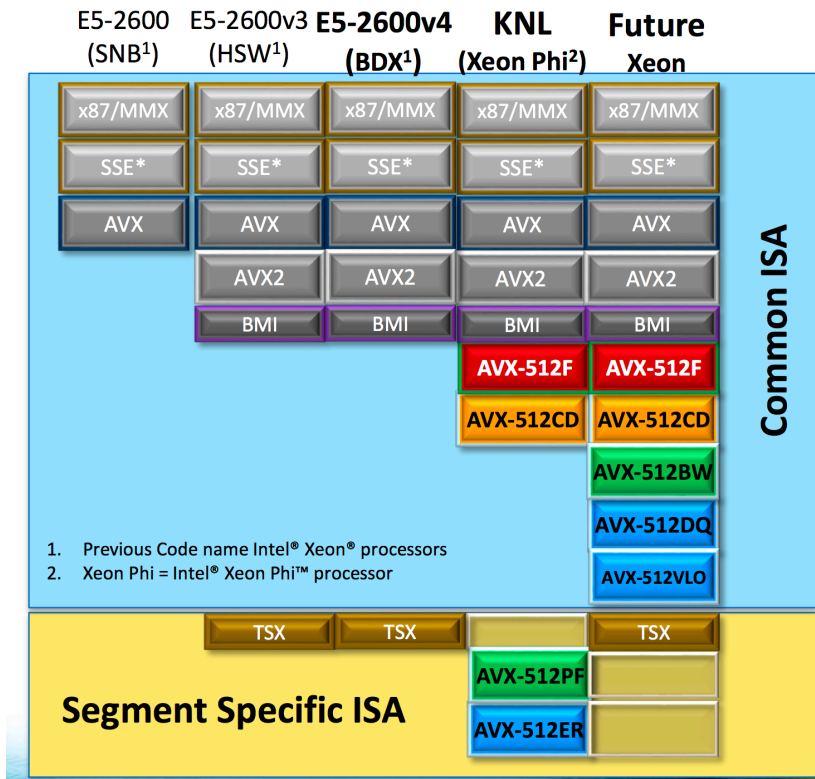 E5-2600 E5-2600v3 E5-2600v4 KNL Future
(SNB¹) (HSW¹) (BDX¹) (Xeon Phi²) Xeon
x87/MMX x87/MMX x87/MMX x87/MMX x87/MMX
SSE* SSE* SSE* SSE* SSE*
AVX AVX AVX AVX AVX
AVX2 AVX2 AVX2 AVX2
BMI BMI BMI BMI
AVX-512F AVX-512F
AVX-512CD AVX-512CD
AVX-512BW
AVX-512DQ
AVX-512VLO
Common ISA
1. Previous Code name Intel® Xeon® processors
2. Xeon Phi = Intel® Xeon Phi™ processor
TSX TSX TSX
AVX-512PF
AVX-512ER
Segment Specific ISA